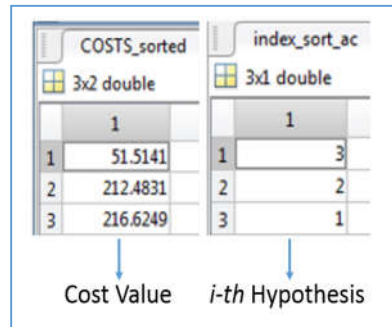 COSTS_sorted
3x2 double
1
1 51.5141
2 212.4831
3 216.6249
Cost Value
index_sort_ac
3x1 double
1
1 3
2 2
3 1
i-th Hypothesis